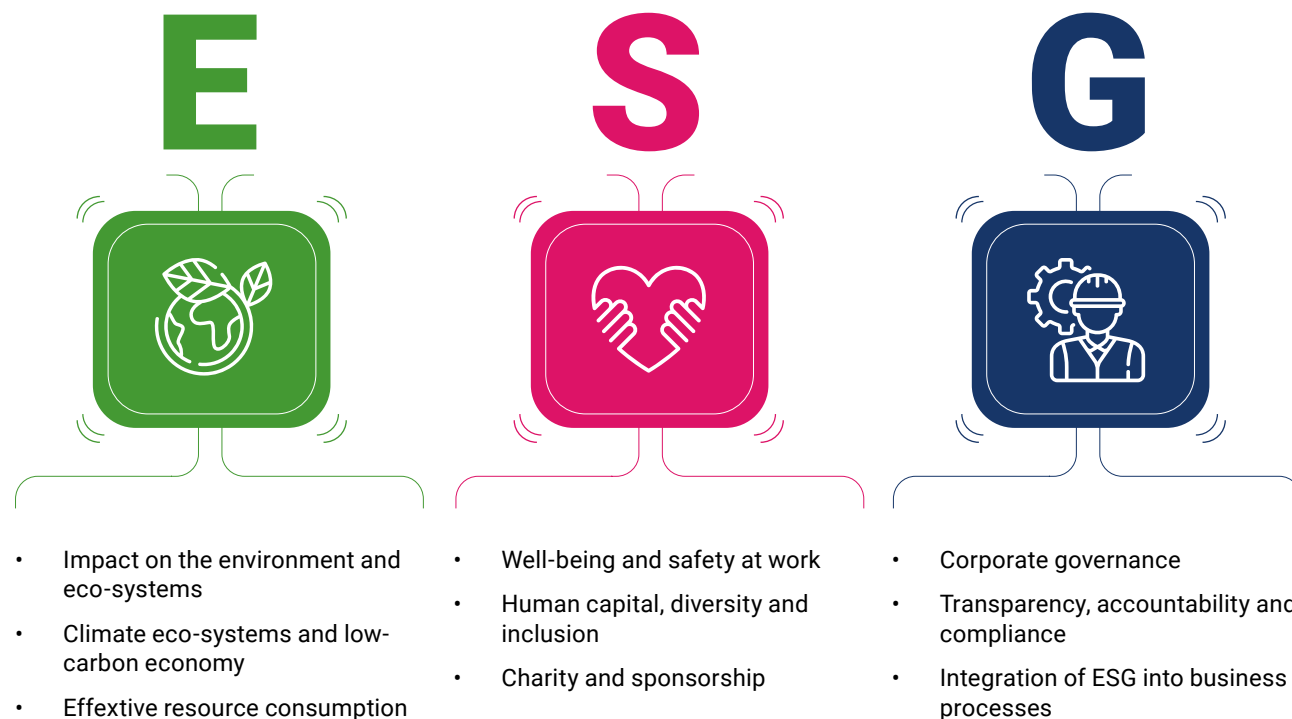 E
S
G
• Impact on the environment and
eco-systems
• Climate eco-systems and low-
carbon economy
• Effextive resource consumption
• Well-being and safety at work
• Human capital, diversity and
inclusion
• Charity and sponsorship
• Corporate governance
• Transparency, accountability and
compliance
• Integration of ESG into business
processes